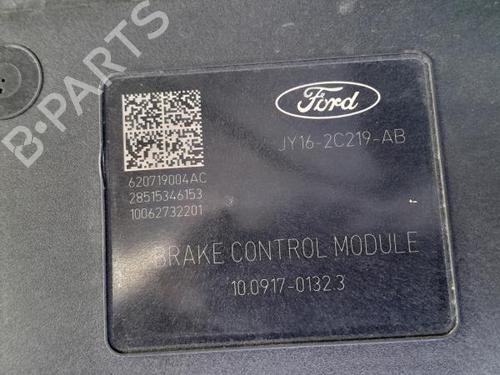 Ford
JY16-2C219-AB
620719004AC
28515346153
10062732201
BRAKE CONTROL MODULE
10.0917-0132.3
B-PARTS